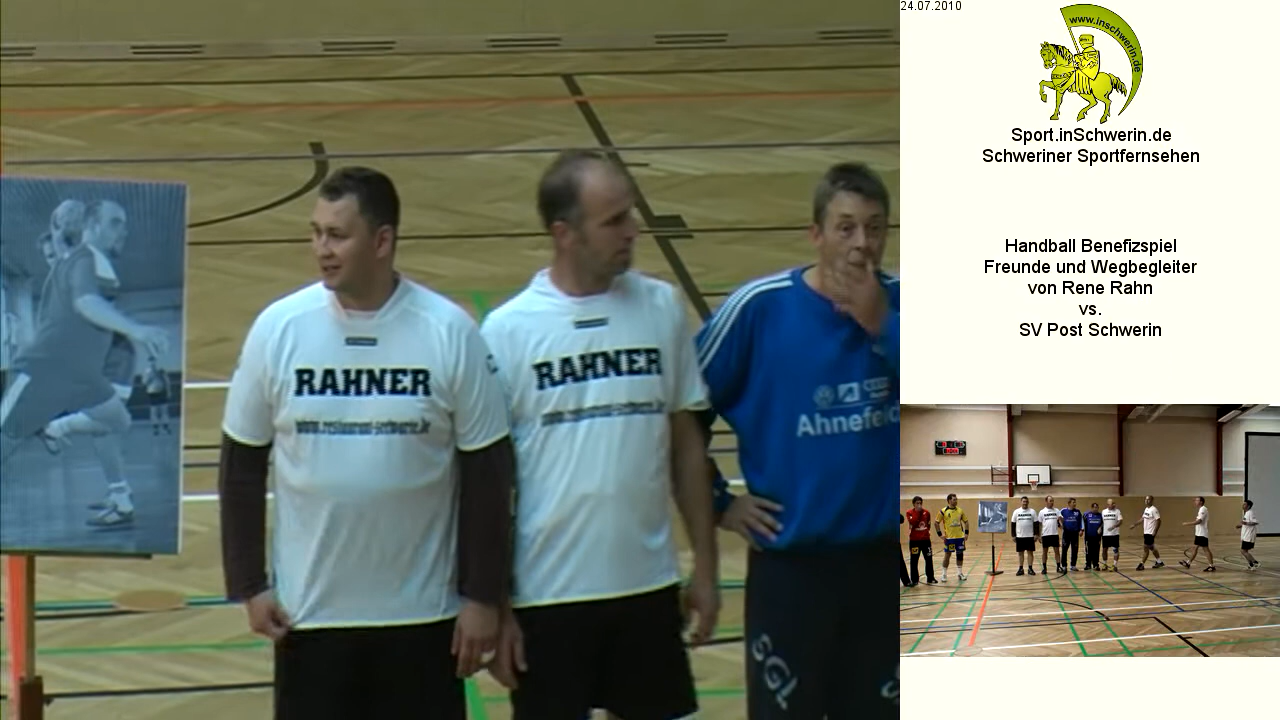 24.07.2010
www.inschwerin.de
Sport.inSchwerin.de
Schweriner Sportfernsehen
Handball Benefizspiel
Freunde und Wegbegleiter
von Rene Rahn
vs.
SV Post Schwerin
RAHNER
RAHNER
Ahnefeld
SGL